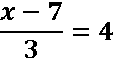 (x − 7)/3 = 4